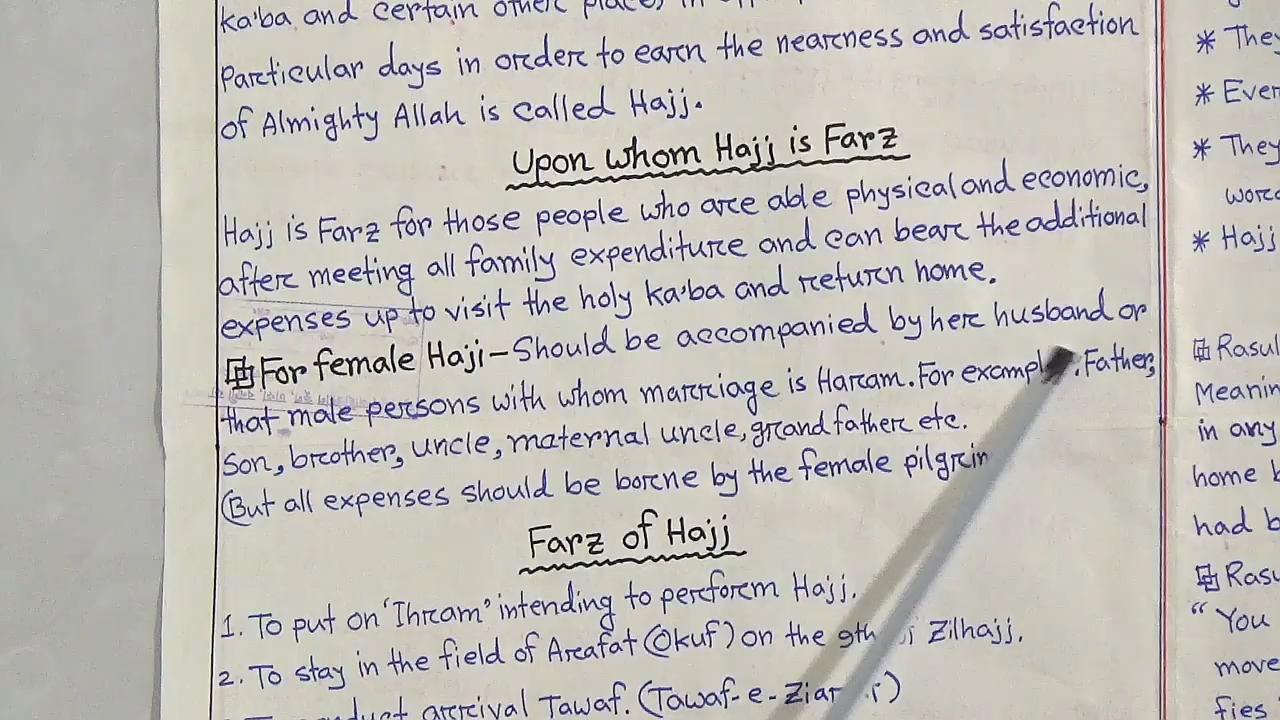 ka'ba and certain other places in
Particular days in order to earn the nearness and satisfaction
of Almighty Allah is called Hajj.
Upon whom Hajj is Farz
Hajj is Farz for those people who are able physical and economic,
after meeting all family expenditure and can bear the additional
expenses up to visit the holy ka'ba and return home.
For female Haji- Should be accompanied by her husband or
that male persons with whom marriage is Haram. For example. Father,
Son, brother, uncle, maternal uncle, grand father etc.
(But all expenses should be borne by the female
Farz of Hajj
1. To put on 'Ihram' intending to perform Hajj.
2. To stay in the field of Arafat (Okuf) on the 9th Zilhajj.
arrival Tawaf. (Tawaf-e-
*
*
* They
* Hajj
Rasul
in any
home
had b
"You
move
fies